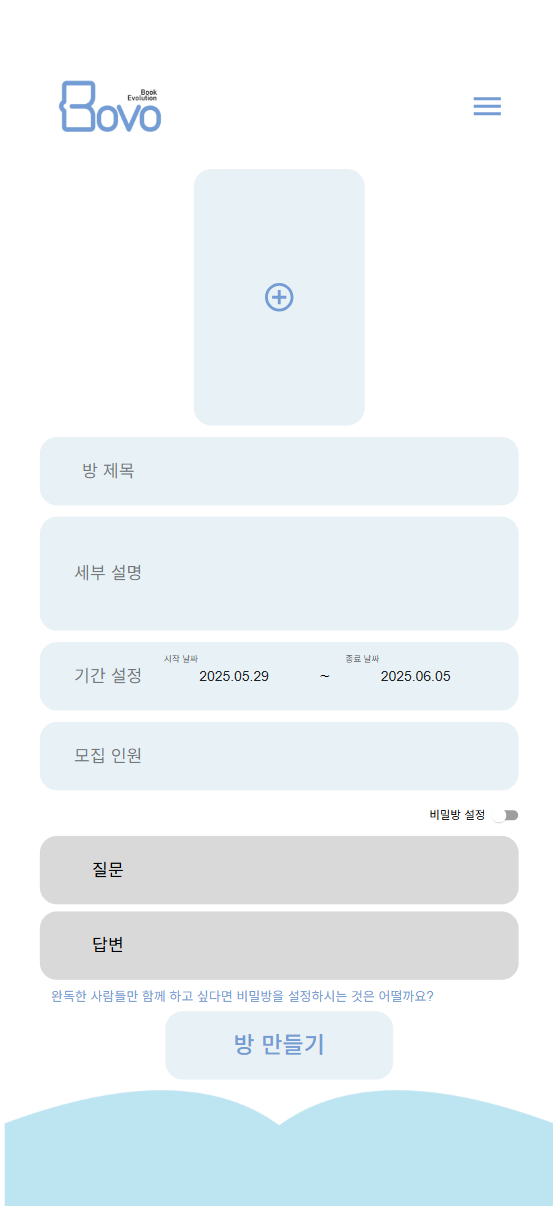 Book
Evolution
Bovo
방 제목
세부 설명
시작 날짜 종료 날짜
기간 설정 2025.05.29 ~ 2025.06.05
모집 인원
비밀방 설정
질문
답변
완독한 사람들만 함께 하고 싶다면 비밀방을 설정하시는 것은 어떨까요?
방 만들기